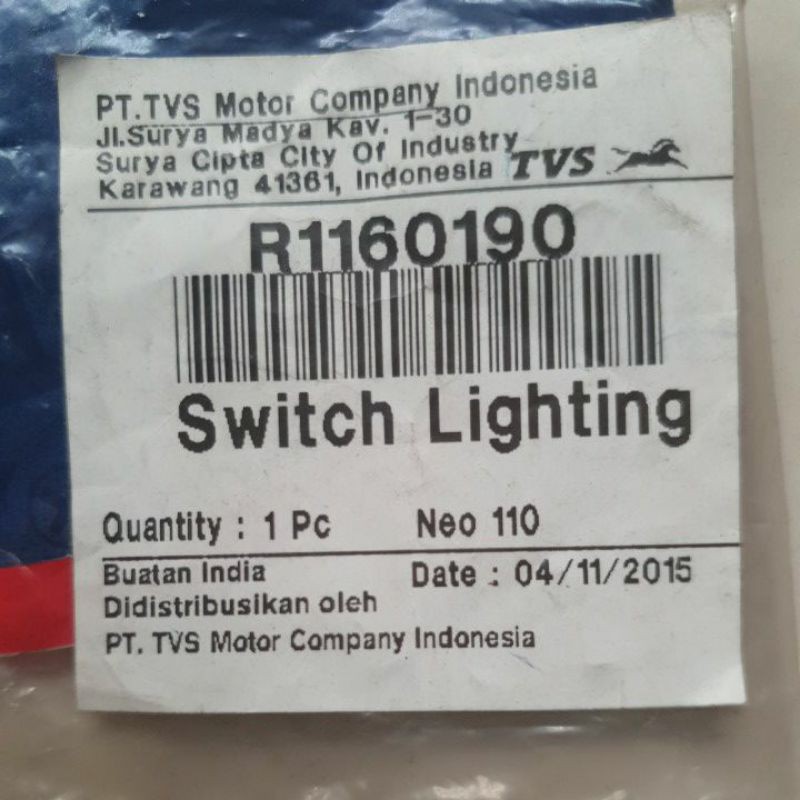 PT.TVS Motor Company Indonesia
Jl.Surya Madya Kav. 1-30
Surya Cipta City Of Industry
Karawang 41361, Indonesia TVS
R1160190
Switch Lighting
Quantity : 1 Pc Neo 110
Buatan India Date : 04/11/2015
Didistribusikan oleh
PT. TVS Motor Company Indonesia